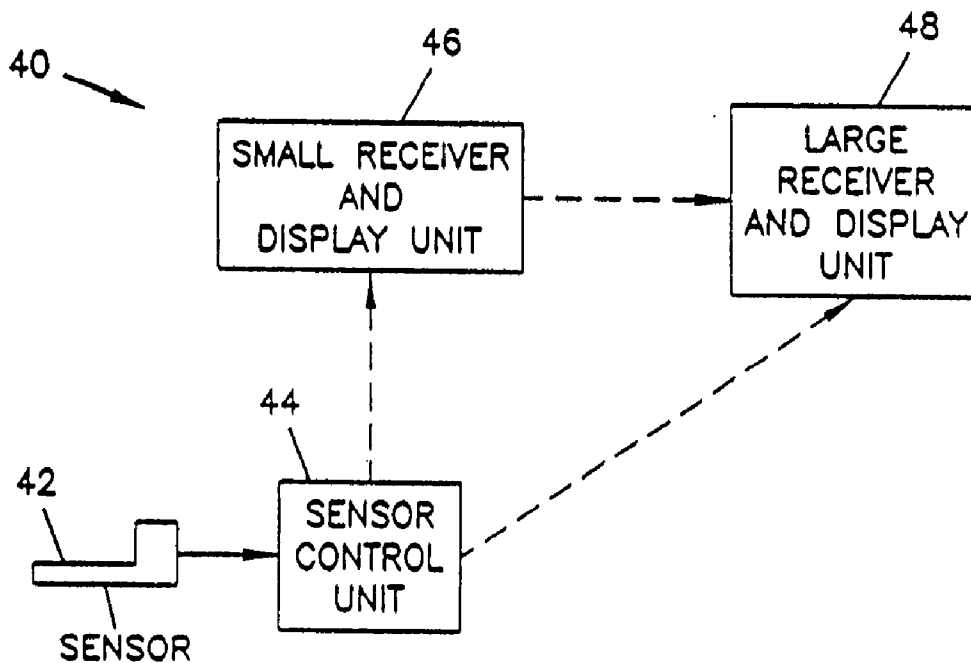 40
46
48
SMALL RECEIVER
AND
DISPLAY UNIT
LARGE
RECEIVER
AND DISPLAY
UNIT
44
42
SENSOR
CONTROL
UNIT
SENSOR